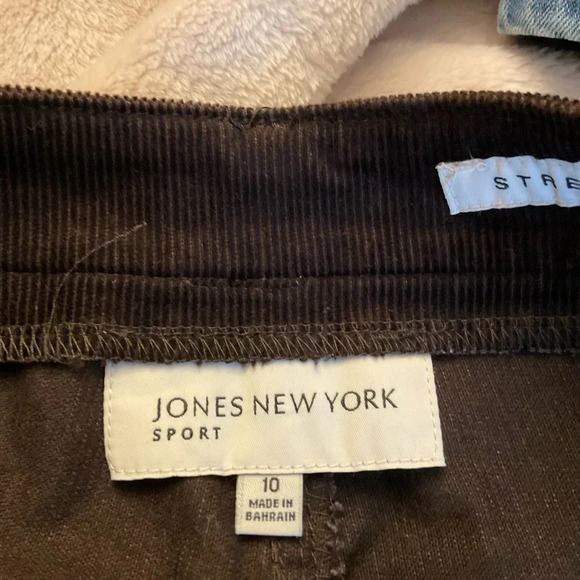 STRE
JONES NEW YORK
SPORT
10
MADE IN
BAHRAIN